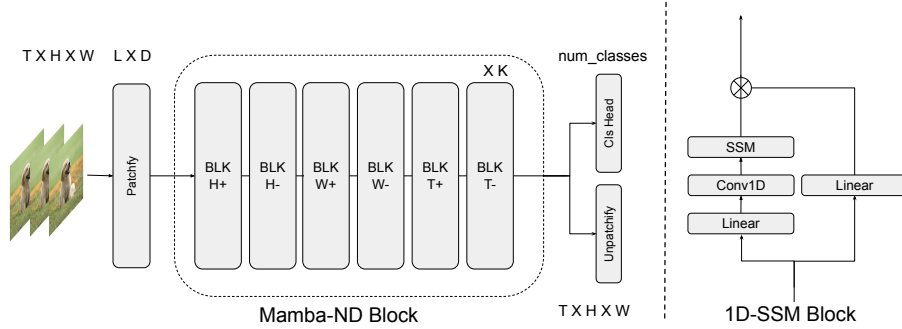 T X H X W
L X D
Patchfy
X K
BLK
H+
BLK
H-
BLK
W+
BLK
W-
BLK
T+
BLK
T-
Mamba-ND Block
num_classes
Cls Head
Unpatchify
T X H X W
SSM
Conv1D
Linear
Linear
1D-SSM Block